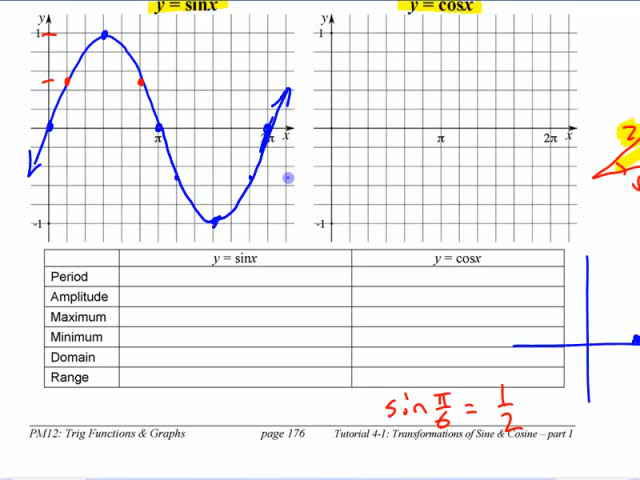 y = sinx
y = cosx
y
1
π
2π
x
-1
y
1
π
2π
x
-1
y = sinx
y = cosx
Period
Amplitude
Maximum
Minimum
Domain
Range
sin π/6 = 1/2
PM12: Trig Functions & Graphs
page 176
Tutorial 4-1: Transformations of Sine & Cosine – part 1